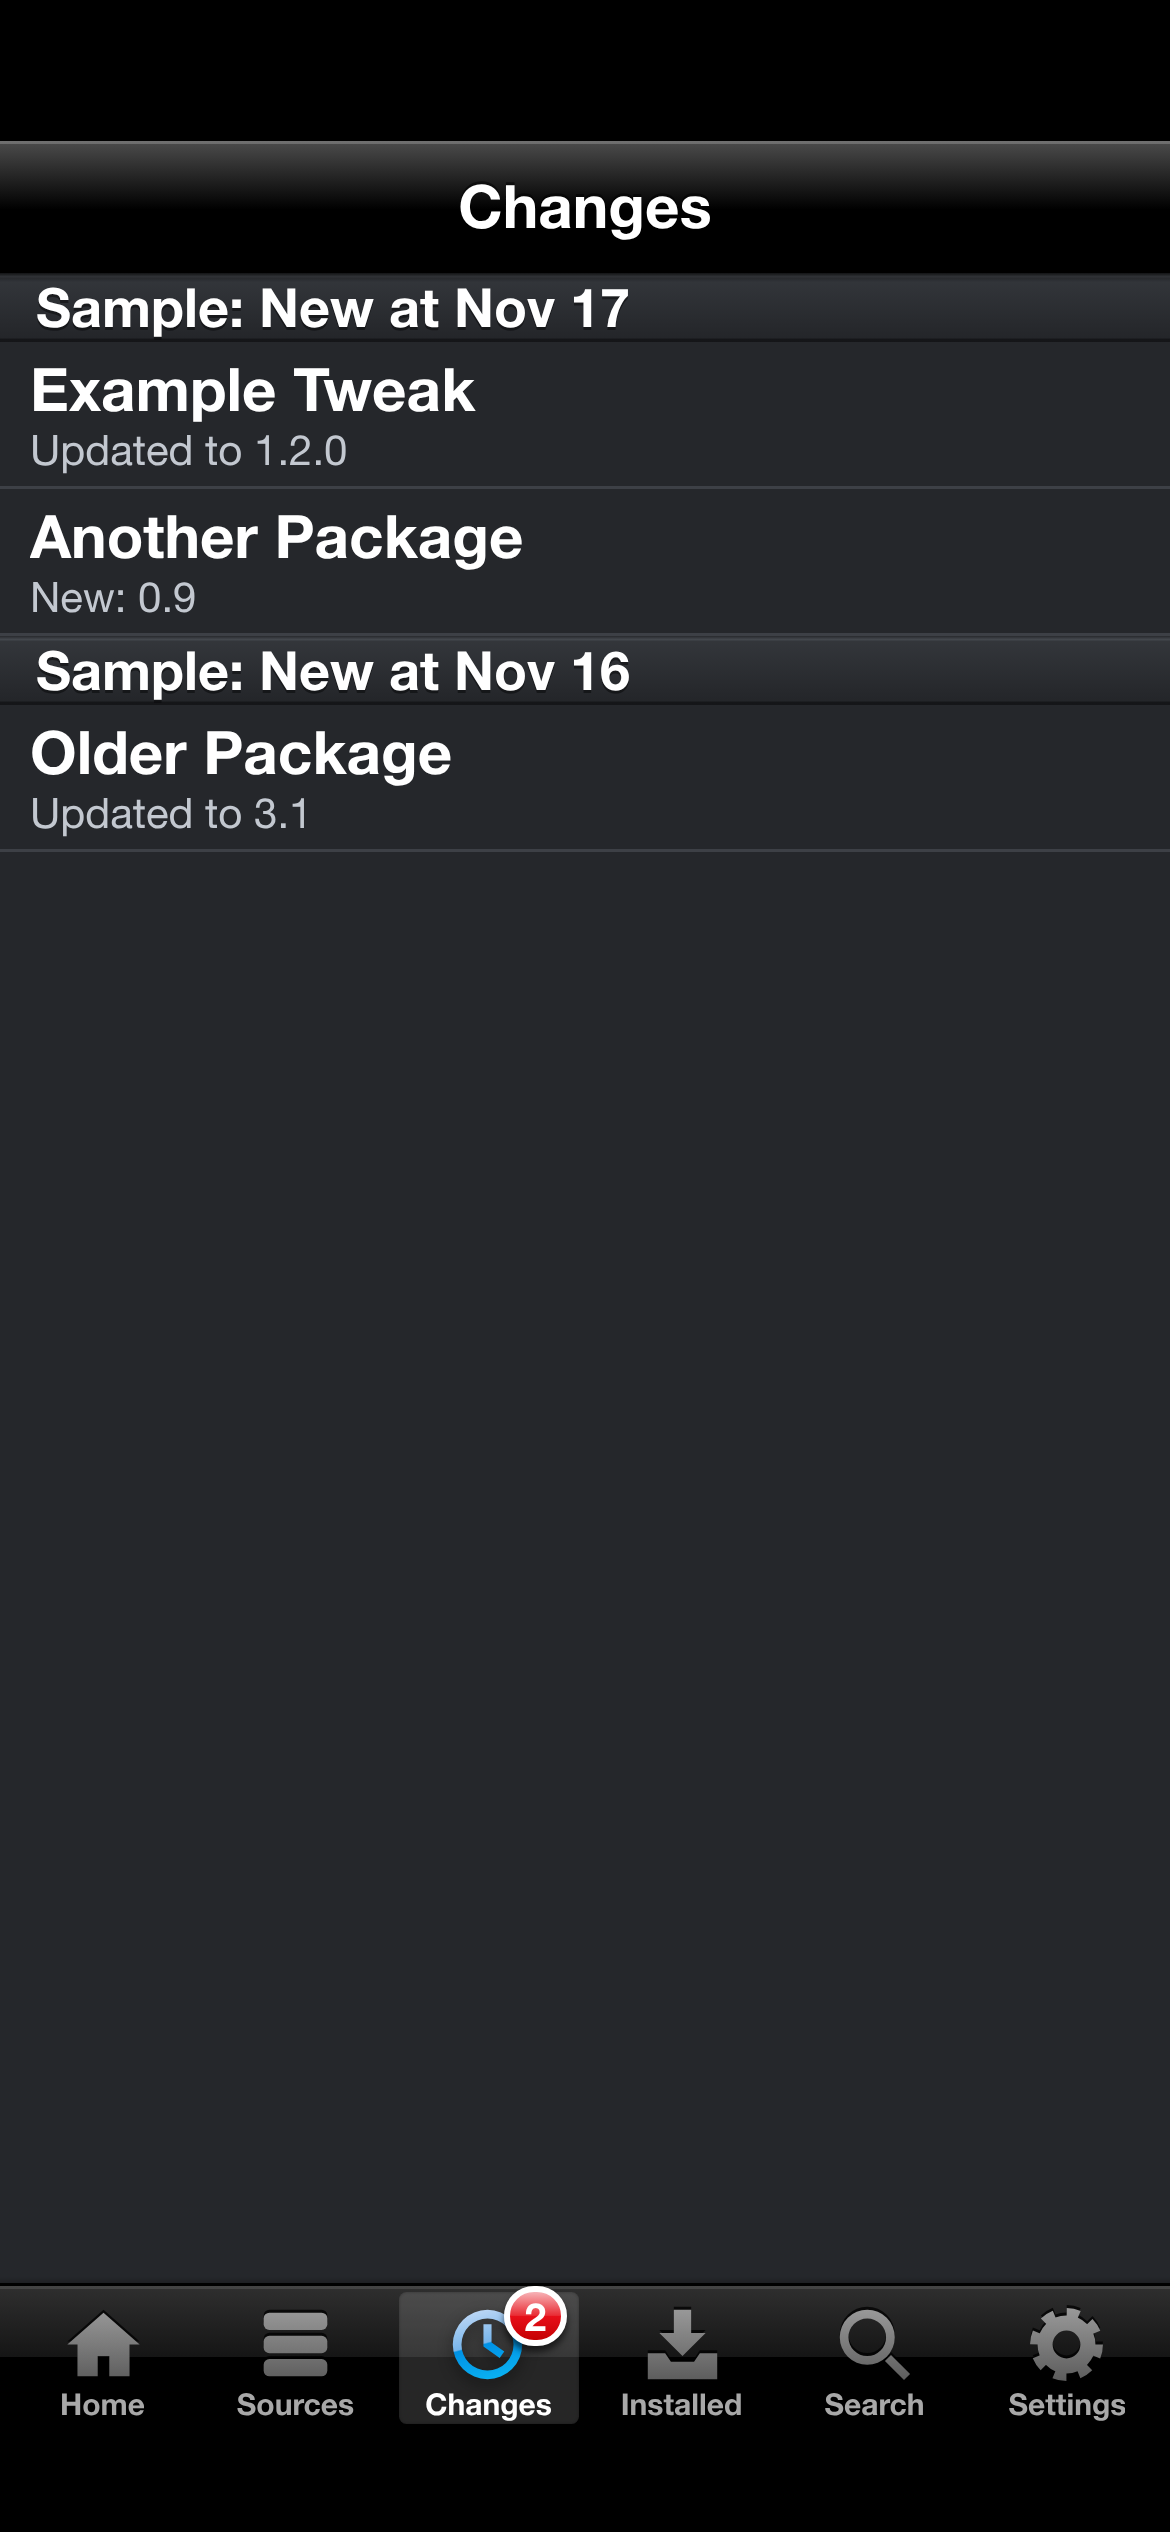 Changes
Sample: New at Nov 17
Example Tweak
Updated to 1.2.0
Another Package
New: 0.9
Sample: New at Nov 16
Older Package
Updated to 3.1
2
Home
Sources
Changes
Installed
Search
Settings